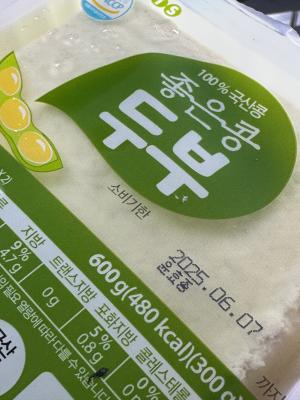 100% 국산콩
좋은콩
두부
소비기한
2025.06.07
600g(480 kcal)(300g
X2)
지방
9%
4.7g
트랜스지방
0g
포화지방
5%
0.8g
콜레스테롤
0%